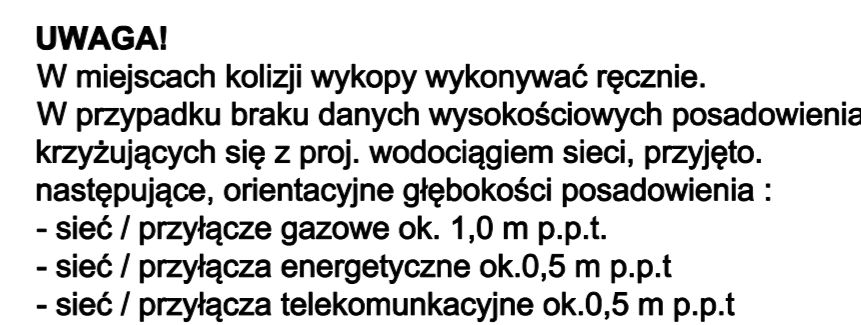 UWAGA!
W miejscach kolizji wykopy wykonywać ręcznie.
W przypadku braku danych wysokościowych posadowienia
krzyżujących się z proj. wodociągiem sieci, przyjęto.
następujące, orientacyjne głębokości posadowienia :
- sieć / przyłącze gazowe ok. 1,0 m p.p.t.
- sieć / przyłącza energetyczne ok.0,5 m p.p.t
- sieć / przyłącza telekomunkacyjne ok.0,5 m p.p.t